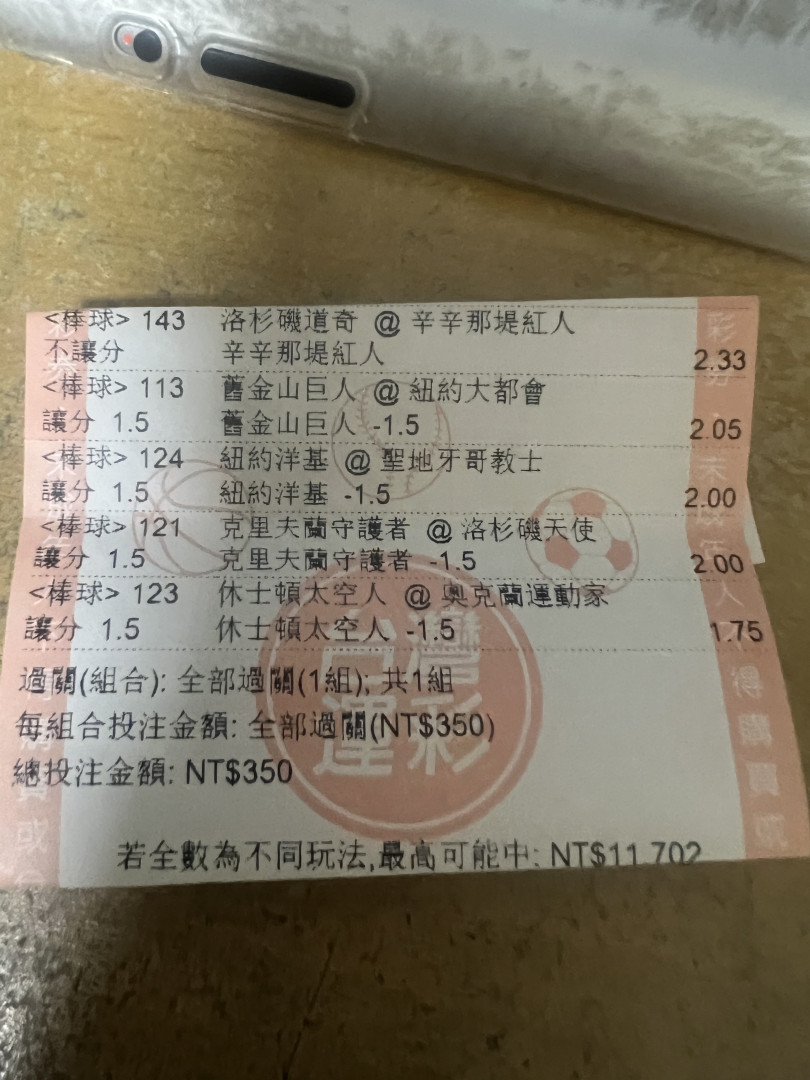 <棒球> 143 洛杉磯道奇 @ 辛辛那堤紅人
不讓分 辛辛那堤紅人 2.33
<棒球> 113 舊金山巨人 @ 紐約大都會
讓分 1.5 舊金山巨人 -1.5 2.05
<棒球> 124 紐約洋基 @ 聖地牙哥教士
讓分 1.5 紐約洋基 -1.5 2.00
<棒球> 121 克里夫蘭守護者 @ 洛杉磯天使
讓分 1.5 克里夫蘭守護者 -1.5 2.00
<棒球> 123 休士頓太空人 @ 奧克蘭運動家
讓分 1.5 休士頓太空人 -1.5 1.75
過關(組合): 全部過關(1組); 共1組
每組合投注金額: 全部過關(NT$350)
總投注金額: NT$350
若全數為不同玩法,最高可能中: NT$11,702
台灣
運彩
得購買或